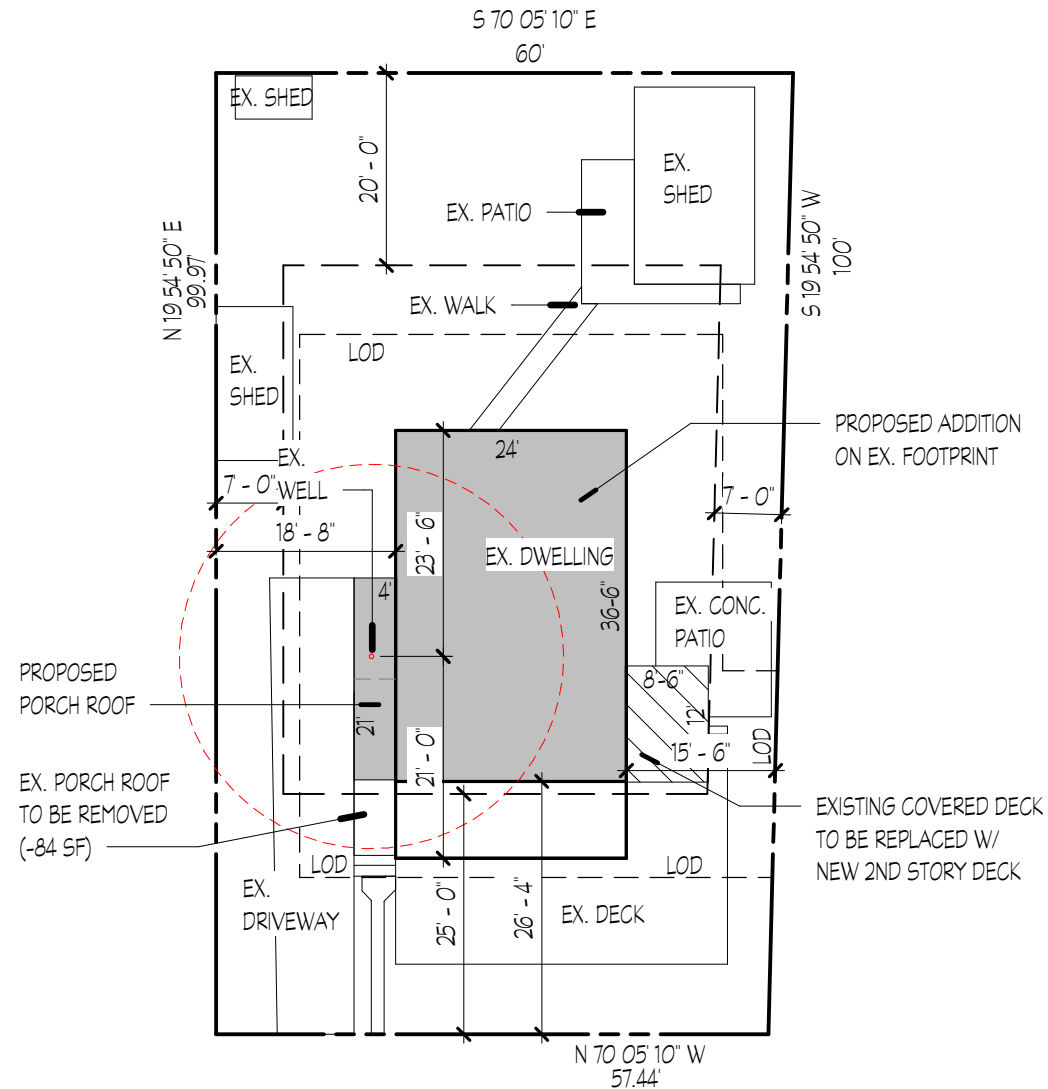 S 70 05' 10" E
60'
EX. SHED
20' - 0"
EX.
SHED
EX. PATIO
N 19 54' 50" E
99.97'
S 19 54' 50" W
100'
EX. WALK
LOD
EX.
SHED
PROPOSED ADDITION
ON EX. FOOTPRINT
24'
EX.
WELL
7' - 0"
7' - 0"
18' - 8"
23' - 6"
EX. DWELLING
4'
36-6"
EX. CONC.
PATIO
PROPOSED
PORCH ROOF
8'-6"
12'
21'
21' - 0"
15' - 6"
LOD
EX. PORCH ROOF
TO BE REMOVED
(-84 SF)
EXISTING COVERED DECK
TO BE REPLACED W/
NEW 2ND STORY DECK
LOD
LOD
EX.
DRIVEWAY
25' - 0"
26' - 4"
EX. DECK
N 70 05' 10" W
57.44'